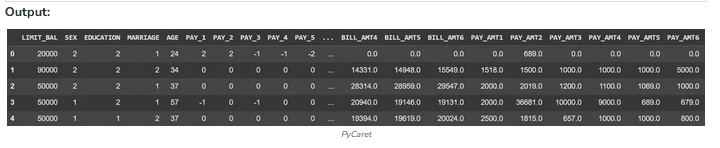 Output:
LIMIT_BAL SEX EDUCATION MARRIAGE AGE PAY_1 PAY_2 PAY_3 PAY_4 PAY_5 ... BILL_AMT4 BILL_AMT5 BILL_AMT6 PAY_AMT1 PAY_AMT2 PAY_AMT3 PAY_AMT4 PAY_AMT5 PAY_AMT6
0 20000 2 2 1 24 2 2 -1 -1 -2 ... 0.0 0.0 0.0 0.0 689.0 0.0 0.0 0.0 0.0
1 90000 2 2 2 34 0 0 0 0 0 ... 14331.0 14948.0 15549.0 1518.0 1500.0 1000.0 1000.0 1000.0 5000.0
2 50000 2 2 1 37 0 0 0 0 0 ... 28314.0 28959.0 29547.0 2000.0 2019.0 1200.0 1100.0 1069.0 1000.0
3 50000 1 2 1 57 -1 0 -1 0 0 ... 20940.0 19146.0 19131.0 2000.0 36681.0 10000.0 9000.0 689.0 679.0
4 50000 1 1 2 37 0 0 0 0 0 ... 19394.0 19619.0 20024.0 2500.0 1815.0 657.0 1000.0 1000.0 800.0
PyCaret